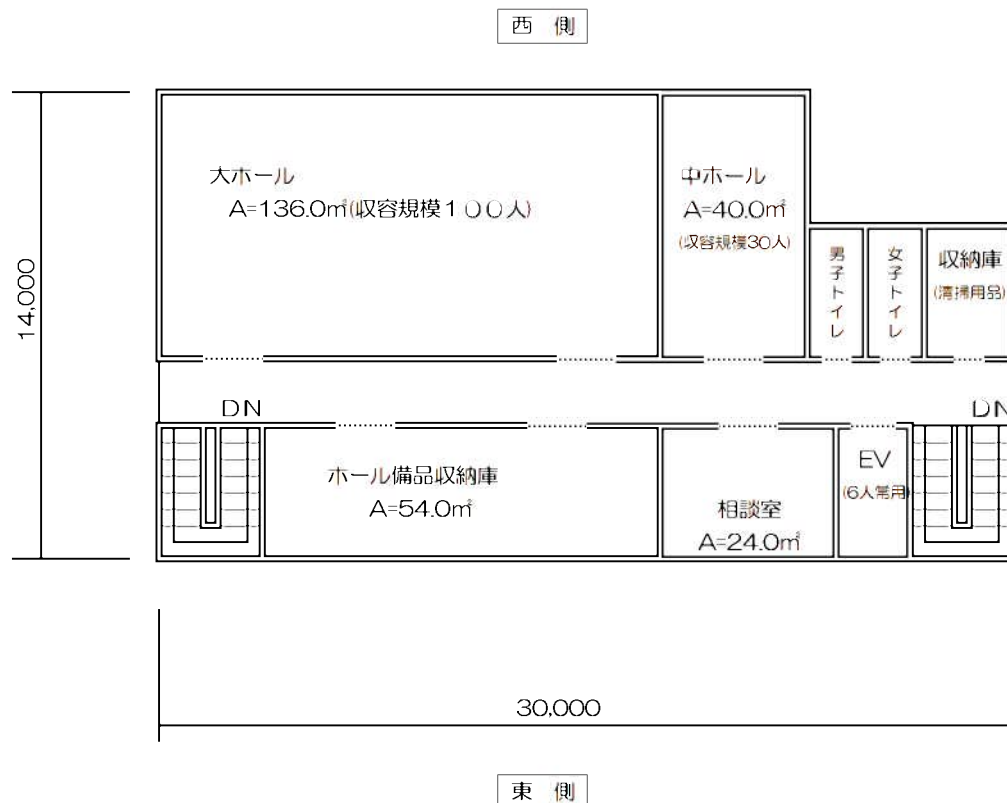 西 側
大ホール
A=136.0㎡(収容規模１００人)
中ホール
A=40.0㎡
(収容規模30人)
男子トイレ
女子トイレ
収納庫
(清掃用品)
14,000
DN
DN
ホール備品収納庫
A=54.0㎡
相談室
A=24.0㎡
EV
(6人常用)
30,000
東 側